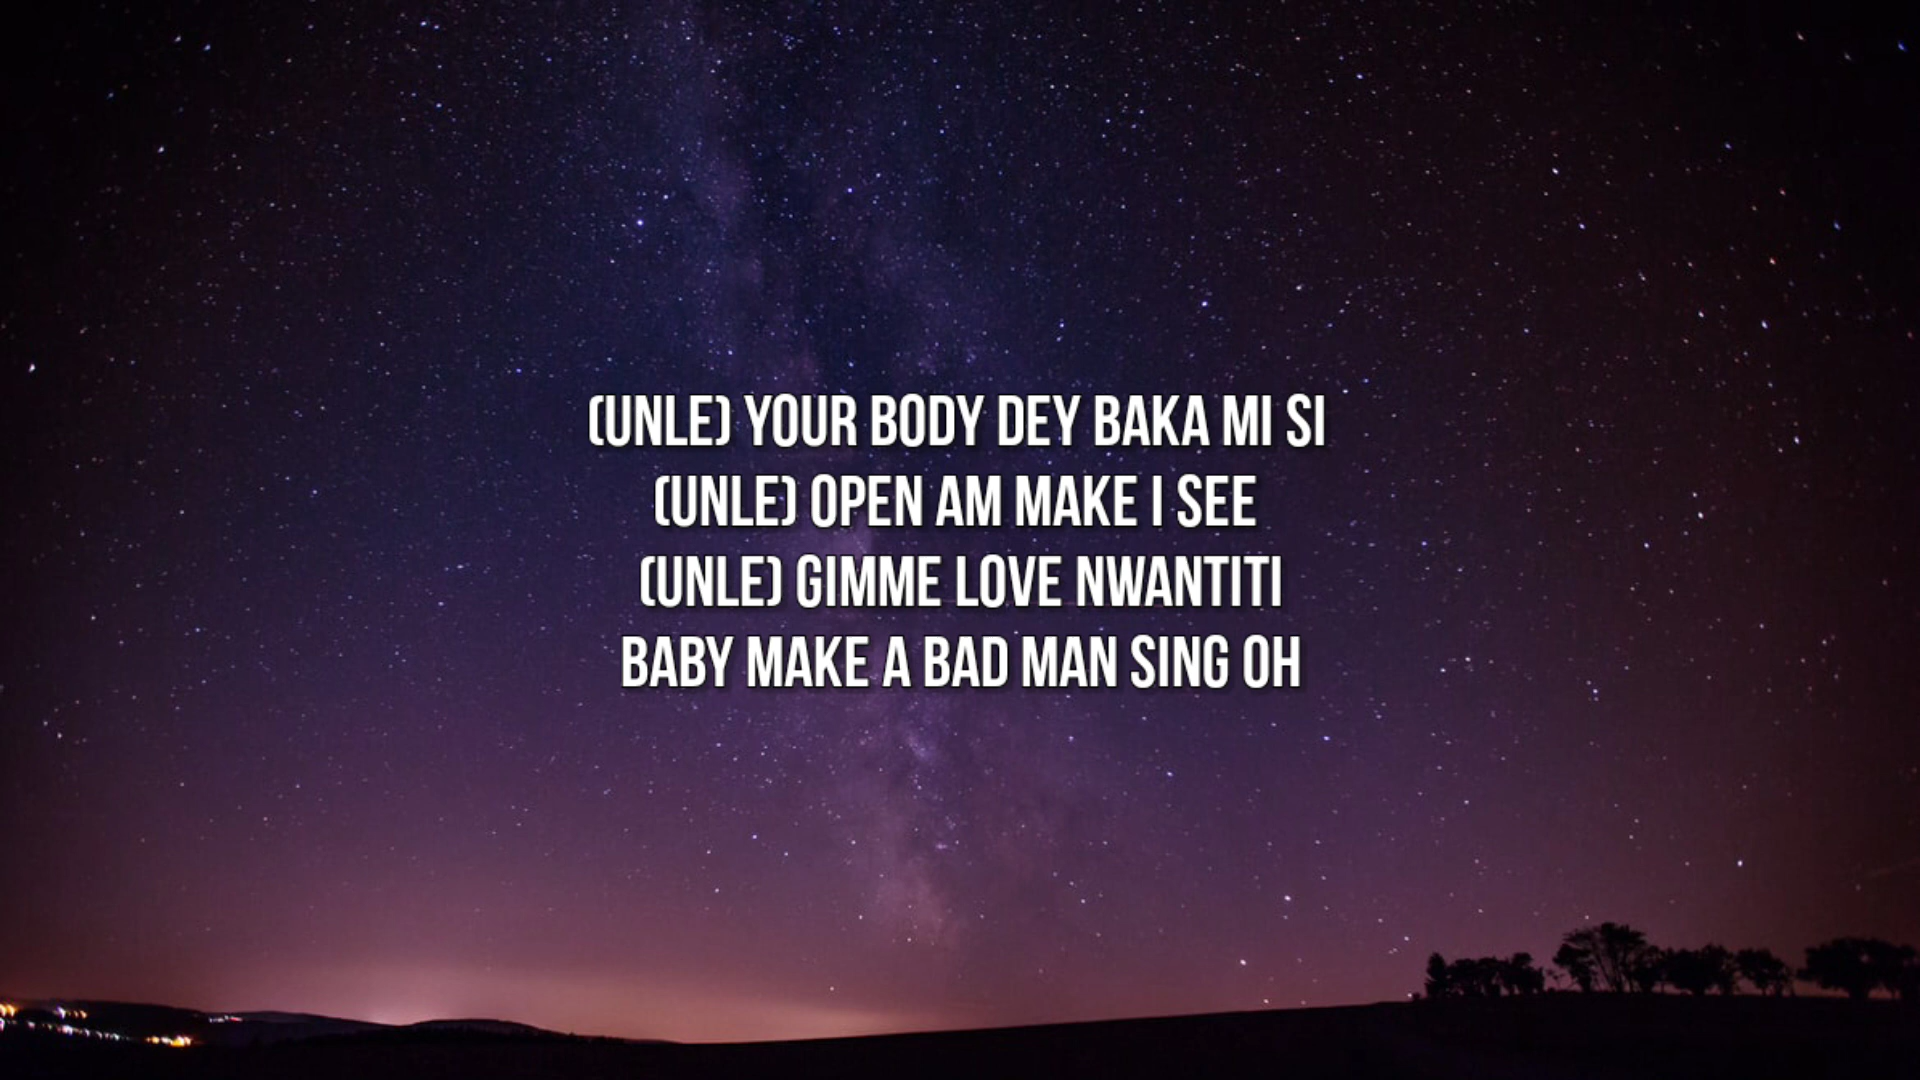 (UNLE) YOUR BODY DEY BAKA MI SI
(UNLE) OPEN AM MAKE I SEE
(UNLE) GIMME LOVE NWANTITI
BABY MAKE A BAD MAN SING OH